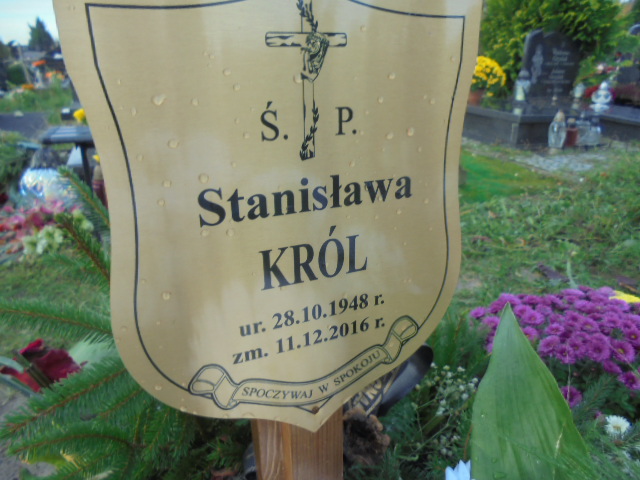 Ś. P.
Stanisława
KRÓL
ur. 28.10.1948 r.
zm. 11.12.2016 r.
SPOCZYWAJ W SPOKOJU